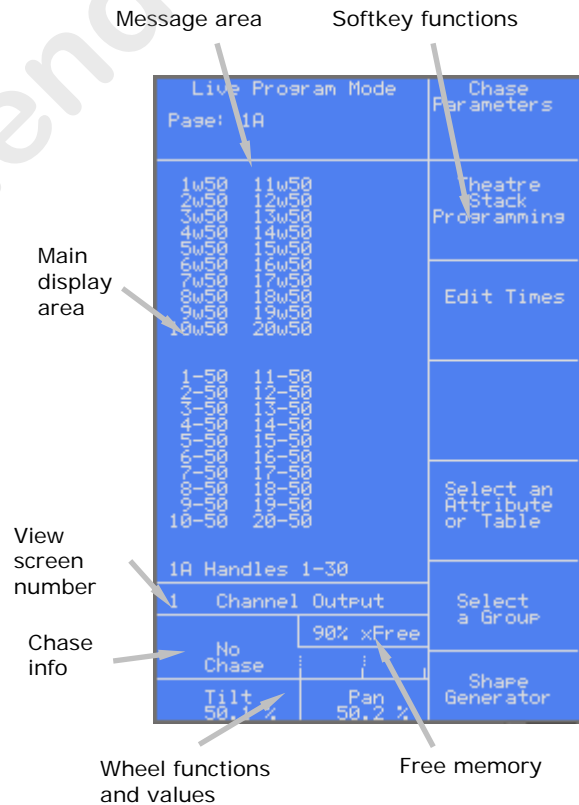 Message area
Softkey functions
Live Program Mode
Page: 1A
Chase
Parameters
1w50 11w50
2w50 12w50
3w50 13w50
4w50 14w50
5w50 15w50
6w50 16w50
7w50 17w50
8w50 18w50
9w50 19w50
10w50 20w50
Theatre
Stack
Programming
Main
display
area
Edit Times
1-50 11-50
2-50 12-50
3-50 13-50
4-50 14-50
5-50 15-50
6-50 16-50
7-50 17-50
8-50 18-50
9-50 19-50
10-50 20-50
Select an
Attribute
or Table
View
screen
number
1A Handles 1-30
1 Channel Output
Select
a Group
Chase
info
No
Chase
90% xFree
Tilt
50.1 %
Pan
50.2 %
Shape
Generator
Wheel functions
and values
Free memory